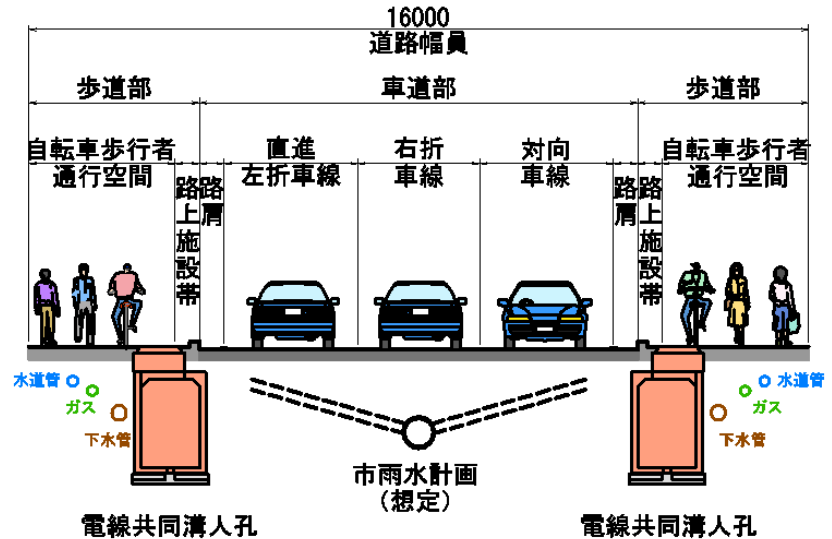 16000
道路幅員
歩道部
車道部
歩道部
自転車歩行者
通行空間
路上施設帯
路肩
直進
左折車線
右折
車線
対向
車線
路肩
路上施設帯
自転車歩行者
通行空間
水道管
ガス
下水管
水道管
ガス
下水管
市雨水計画
(想定)
電線共同溝人孔
電線共同溝人孔